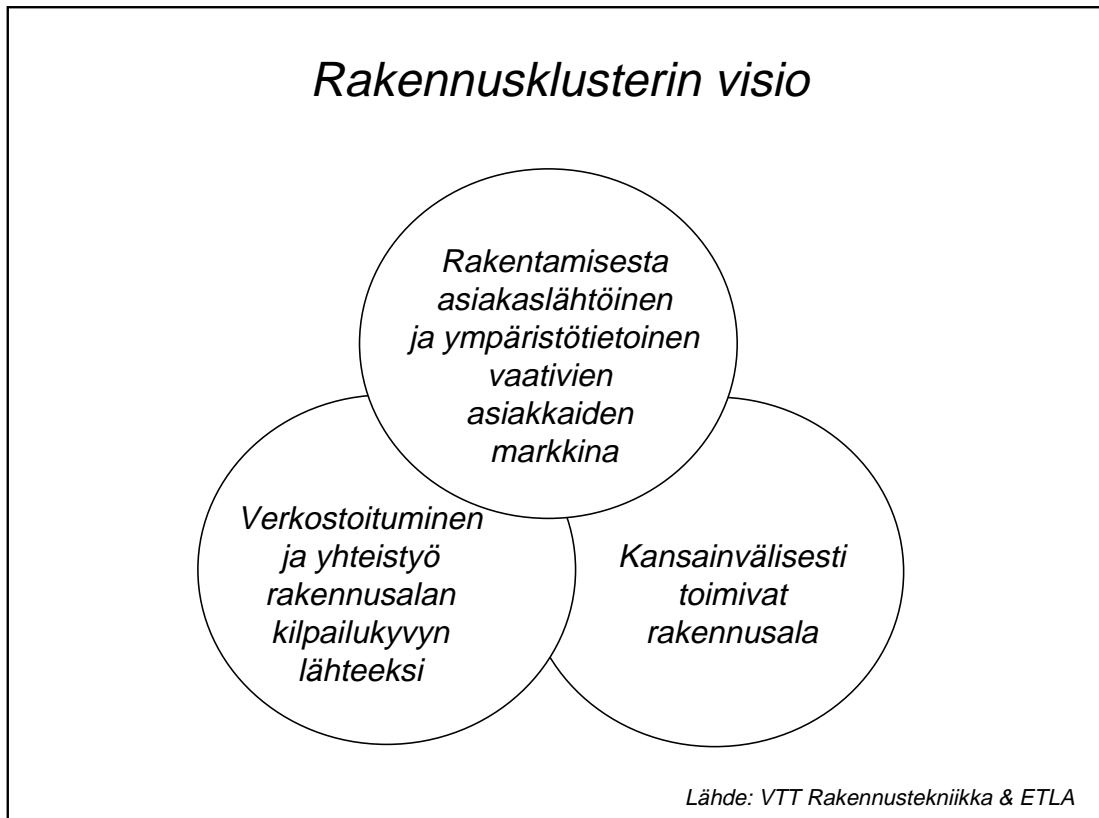 Rakennusklusterin visio
Rakentamisesta
asiakaslähtöinen
ja ympäristötietoinen
vaativien
asiakkaiden
markkina
Verkostoituminen
ja yhteistyö
rakennusalan
kilpailukyvyn
lähteeksi
Kansainvälisesti
toimivat
rakennusala
Lähde: VTT Rakennustekniikka & ETLA